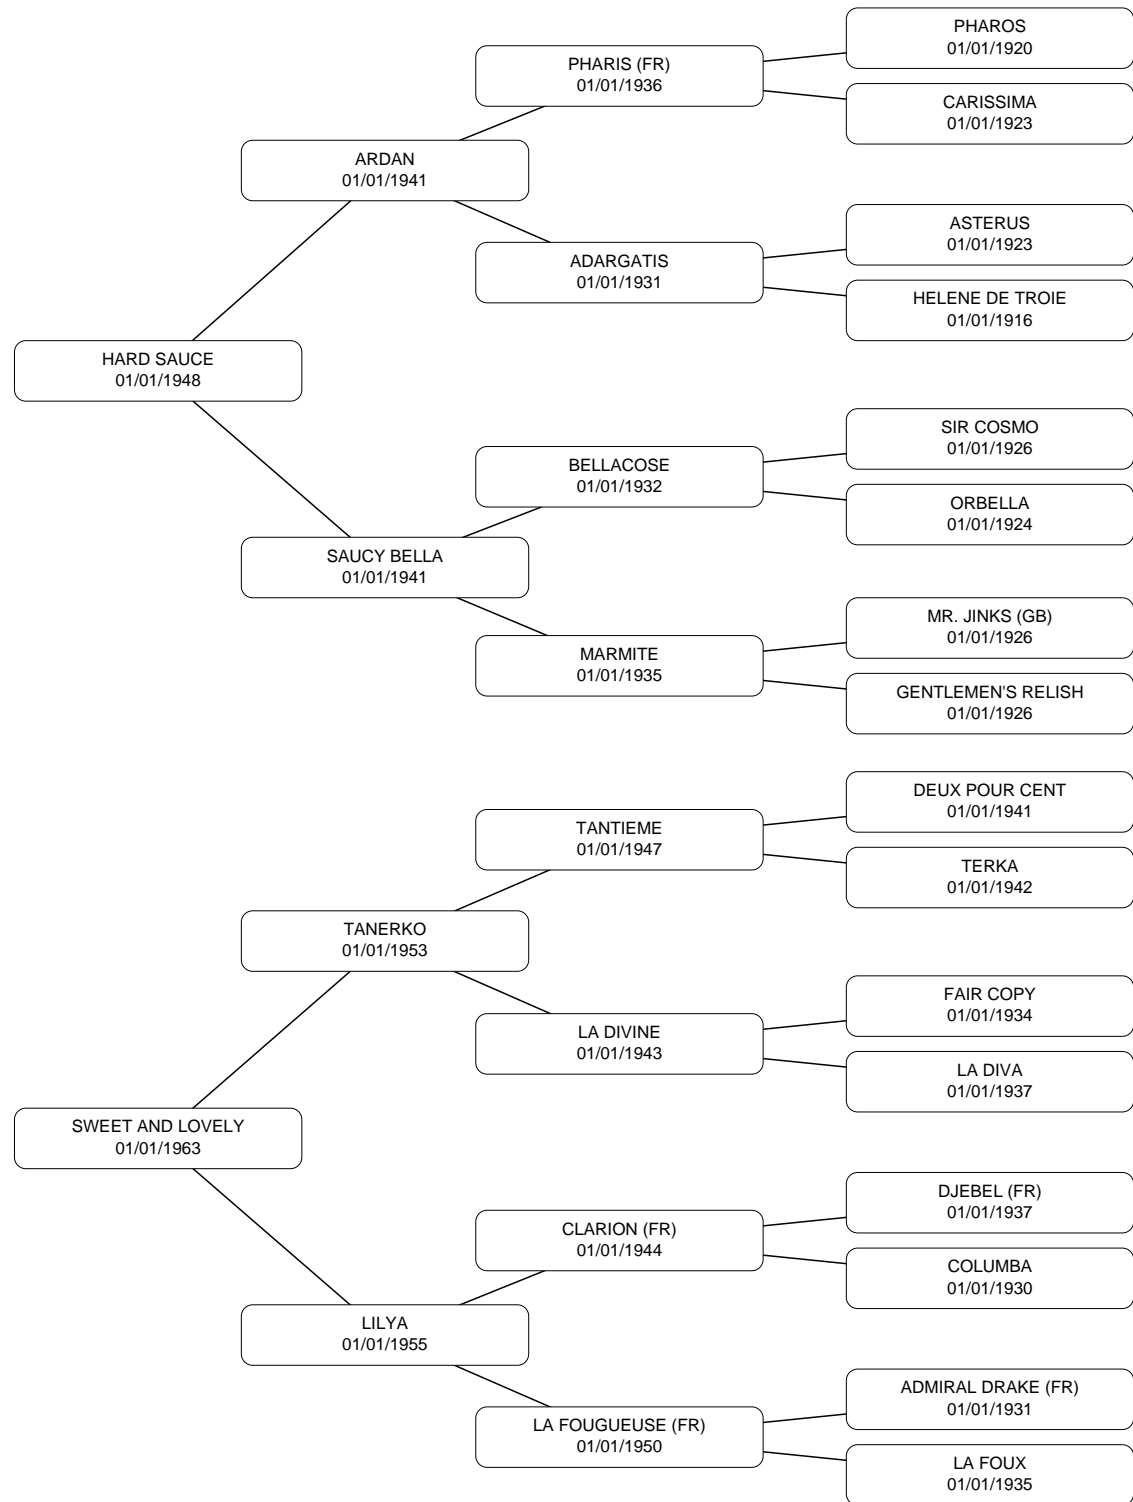 PHAROS
01/01/1920
PHARIS (FR)
01/01/1936
CARISSIMA
01/01/1923
ARDAN
01/01/1941
ASTERUS
01/01/1923
ADARGATIS
01/01/1931
HELENE DE TROIE
01/01/1916
HARD SAUCE
01/01/1948
SIR COSMO
01/01/1926
BELLACOSE
01/01/1932
ORBELLA
01/01/1924
SAUCY BELLA
01/01/1941
MR. JINKS (GB)
01/01/1926
MARMITE
01/01/1935
GENTLEMEN'S RELISH
01/01/1926
DEUX POUR CENT
01/01/1941
TANTIEME
01/01/1947
TERKA
01/01/1942
TANERKO
01/01/1953
FAIR COPY
01/01/1934
LA DIVINE
01/01/1943
LA DIVA
01/01/1937
SWEET AND LOVELY
01/01/1963
DJEBEL (FR)
01/01/1937
CLARION (FR)
01/01/1944
COLUMBA
01/01/1930
LILYA
01/01/1955
ADMIRAL DRAKE (FR)
01/01/1931
LA FOUGUEUSE (FR)
01/01/1950
LA FOUX
01/01/1935